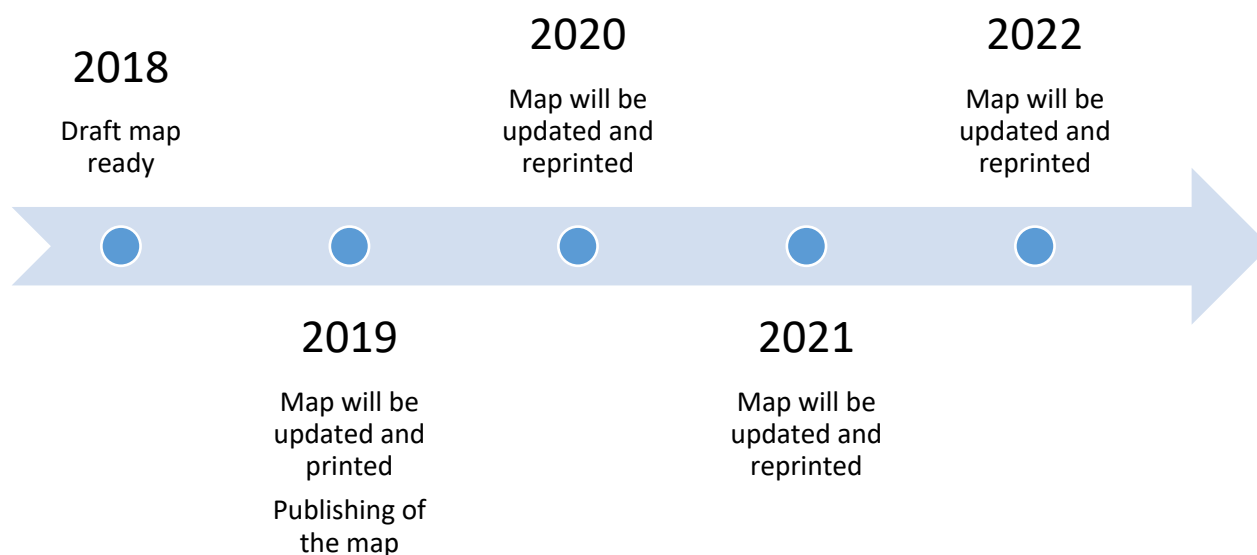 2018
Draft map
ready
2019
Map will be
updated and
printed
Publishing of
the map
2020
Map will be
updated and
reprinted
2021
Map will be
updated and
reprinted
2022
Map will be
updated and
reprinted